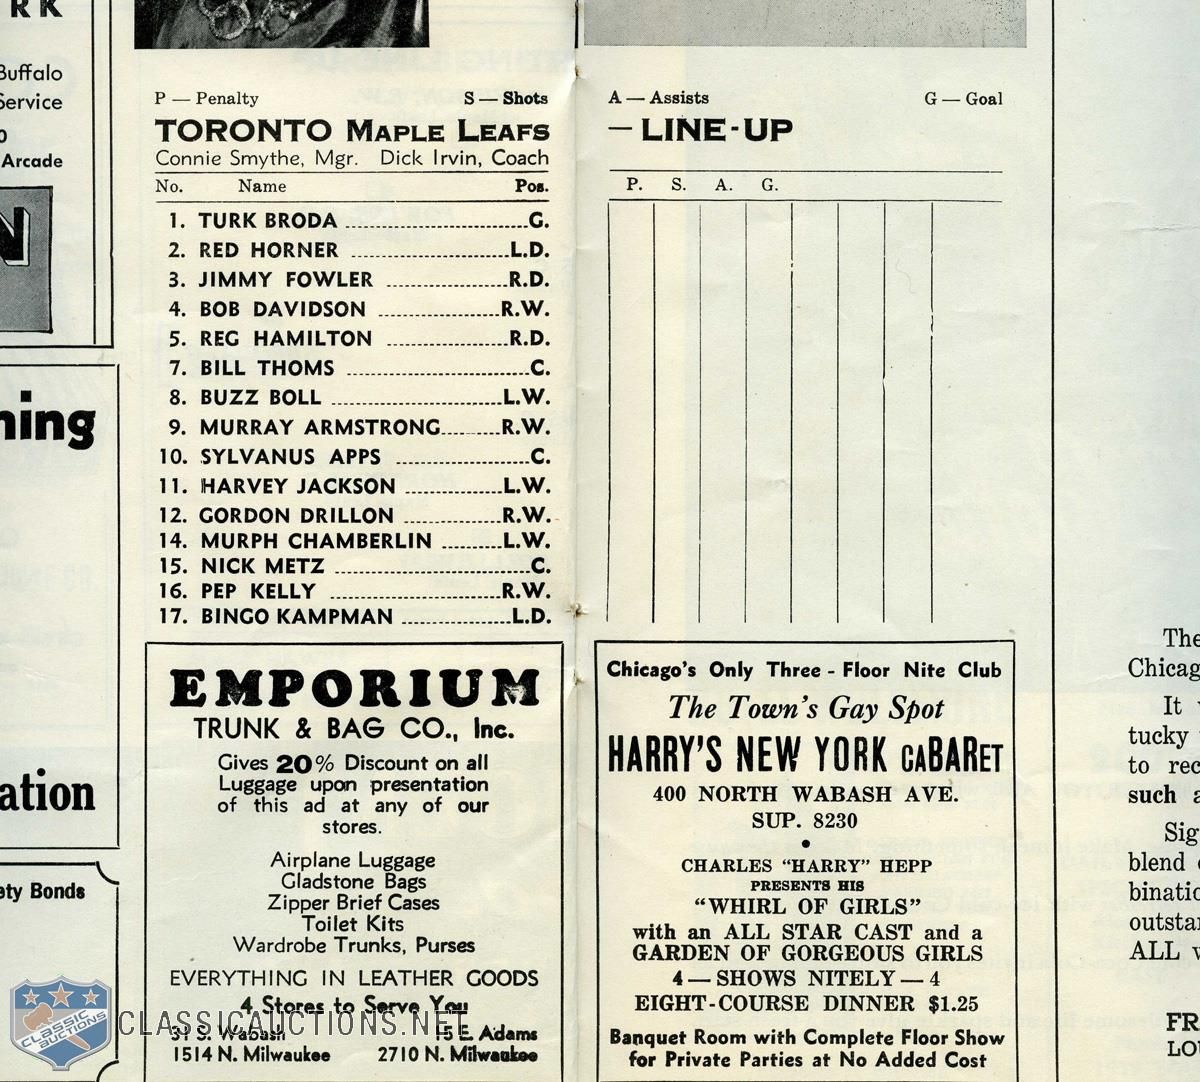 RK
Buffalo
Service
0
Arcade
N
ning
ation
ety Bonds
P — Penalty S — Shots
TORONTO MAPLE LEAFS
Connie Smythe, Mgr. Dick Irvin, Coach
No. Name Pos.
1. TURK BRODA ........ G.
2. RED HORNER ........ L.D.
3. JIMMY FOWLER ........ R.D.
4. BOB DAVIDSON ........ R.W.
5. REG HAMILTON ........ R.D.
7. BILL THOMS ........ C.
8. BUZZ BOLL ........ L.W.
9. MURRAY ARMSTRONG ........ R.W.
10. SYLVANUS APPS ........ C.
11. HARVEY JACKSON ........ L.W.
12. GORDON DRILLON ........ R.W.
14. MURPH CHAMBERLIN ........ L.W.
15. NICK METZ ........ C.
16. PEP KELLY ........ R.W.
17. BINGO KAMPMAN ........ L.D.
EMPORIUM
TRUNK & BAG CO., Inc.
Gives 20% Discount on all
Luggage upon presentation
of this ad at any of our
stores.
Airplane Luggage
Gladstone Bags
Zipper Brief Cases
Toilet Kits
Wardrobe Trunks, Purses
EVERYTHING IN LEATHER GOODS
4 Stores to Serve You
31 S. Wabash 15 E. Adams
1514 N. Milwaukee 2710 N. Milwaukee
A — Assists G — Goal
— LINE-UP
P. S. A. G.
Chicago's Only Three - Floor Nite Club
The Town's Gay Spot
HARRY'S NEW YORK CABARET
400 NORTH WABASH AVE.
SUP. 8230
•
CHARLES "HARRY" HEPP
PRESENTS HIS
"WHIRL OF GIRLS"
with an ALL STAR CAST and a
GARDEN OF GORGEOUS GIRLS
4 — SHOWS NITELY — 4
EIGHT-COURSE DINNER $1.25
Banquet Room with Complete Floor Show
for Private Parties at No Added Cost
The
Chicag
It
tucky
to rec
such a
Sig
blend
binatio
outstan
ALL
FR
LOU
CLASSIC AUCTIONS
CLASSICAUCTIONS.NET